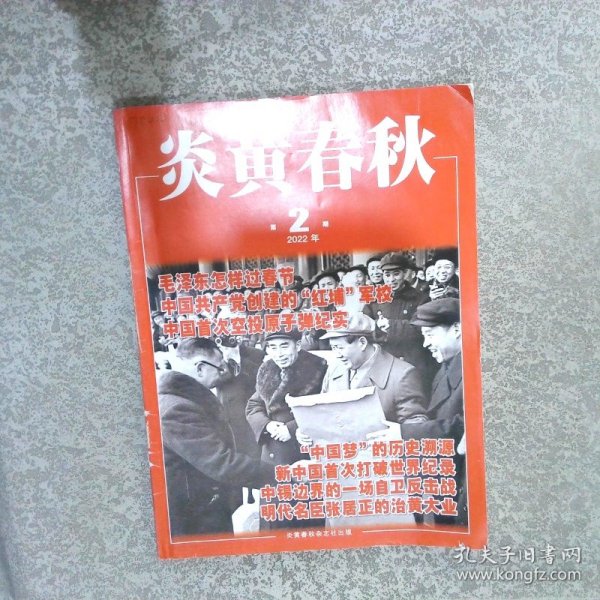 炎黄春秋
第2期
2022年
毛泽东怎样过春节
中国共产党创建的“红埔”军校
中国首次空投原子弹纪实
“中国梦”的历史溯源
新中国首次打破世界纪录
中锡边界的一场自卫反击战
明代名臣张居正的治黄大业
炎黄春秋杂志社出版
孔夫子旧书网
www.kongfz.com